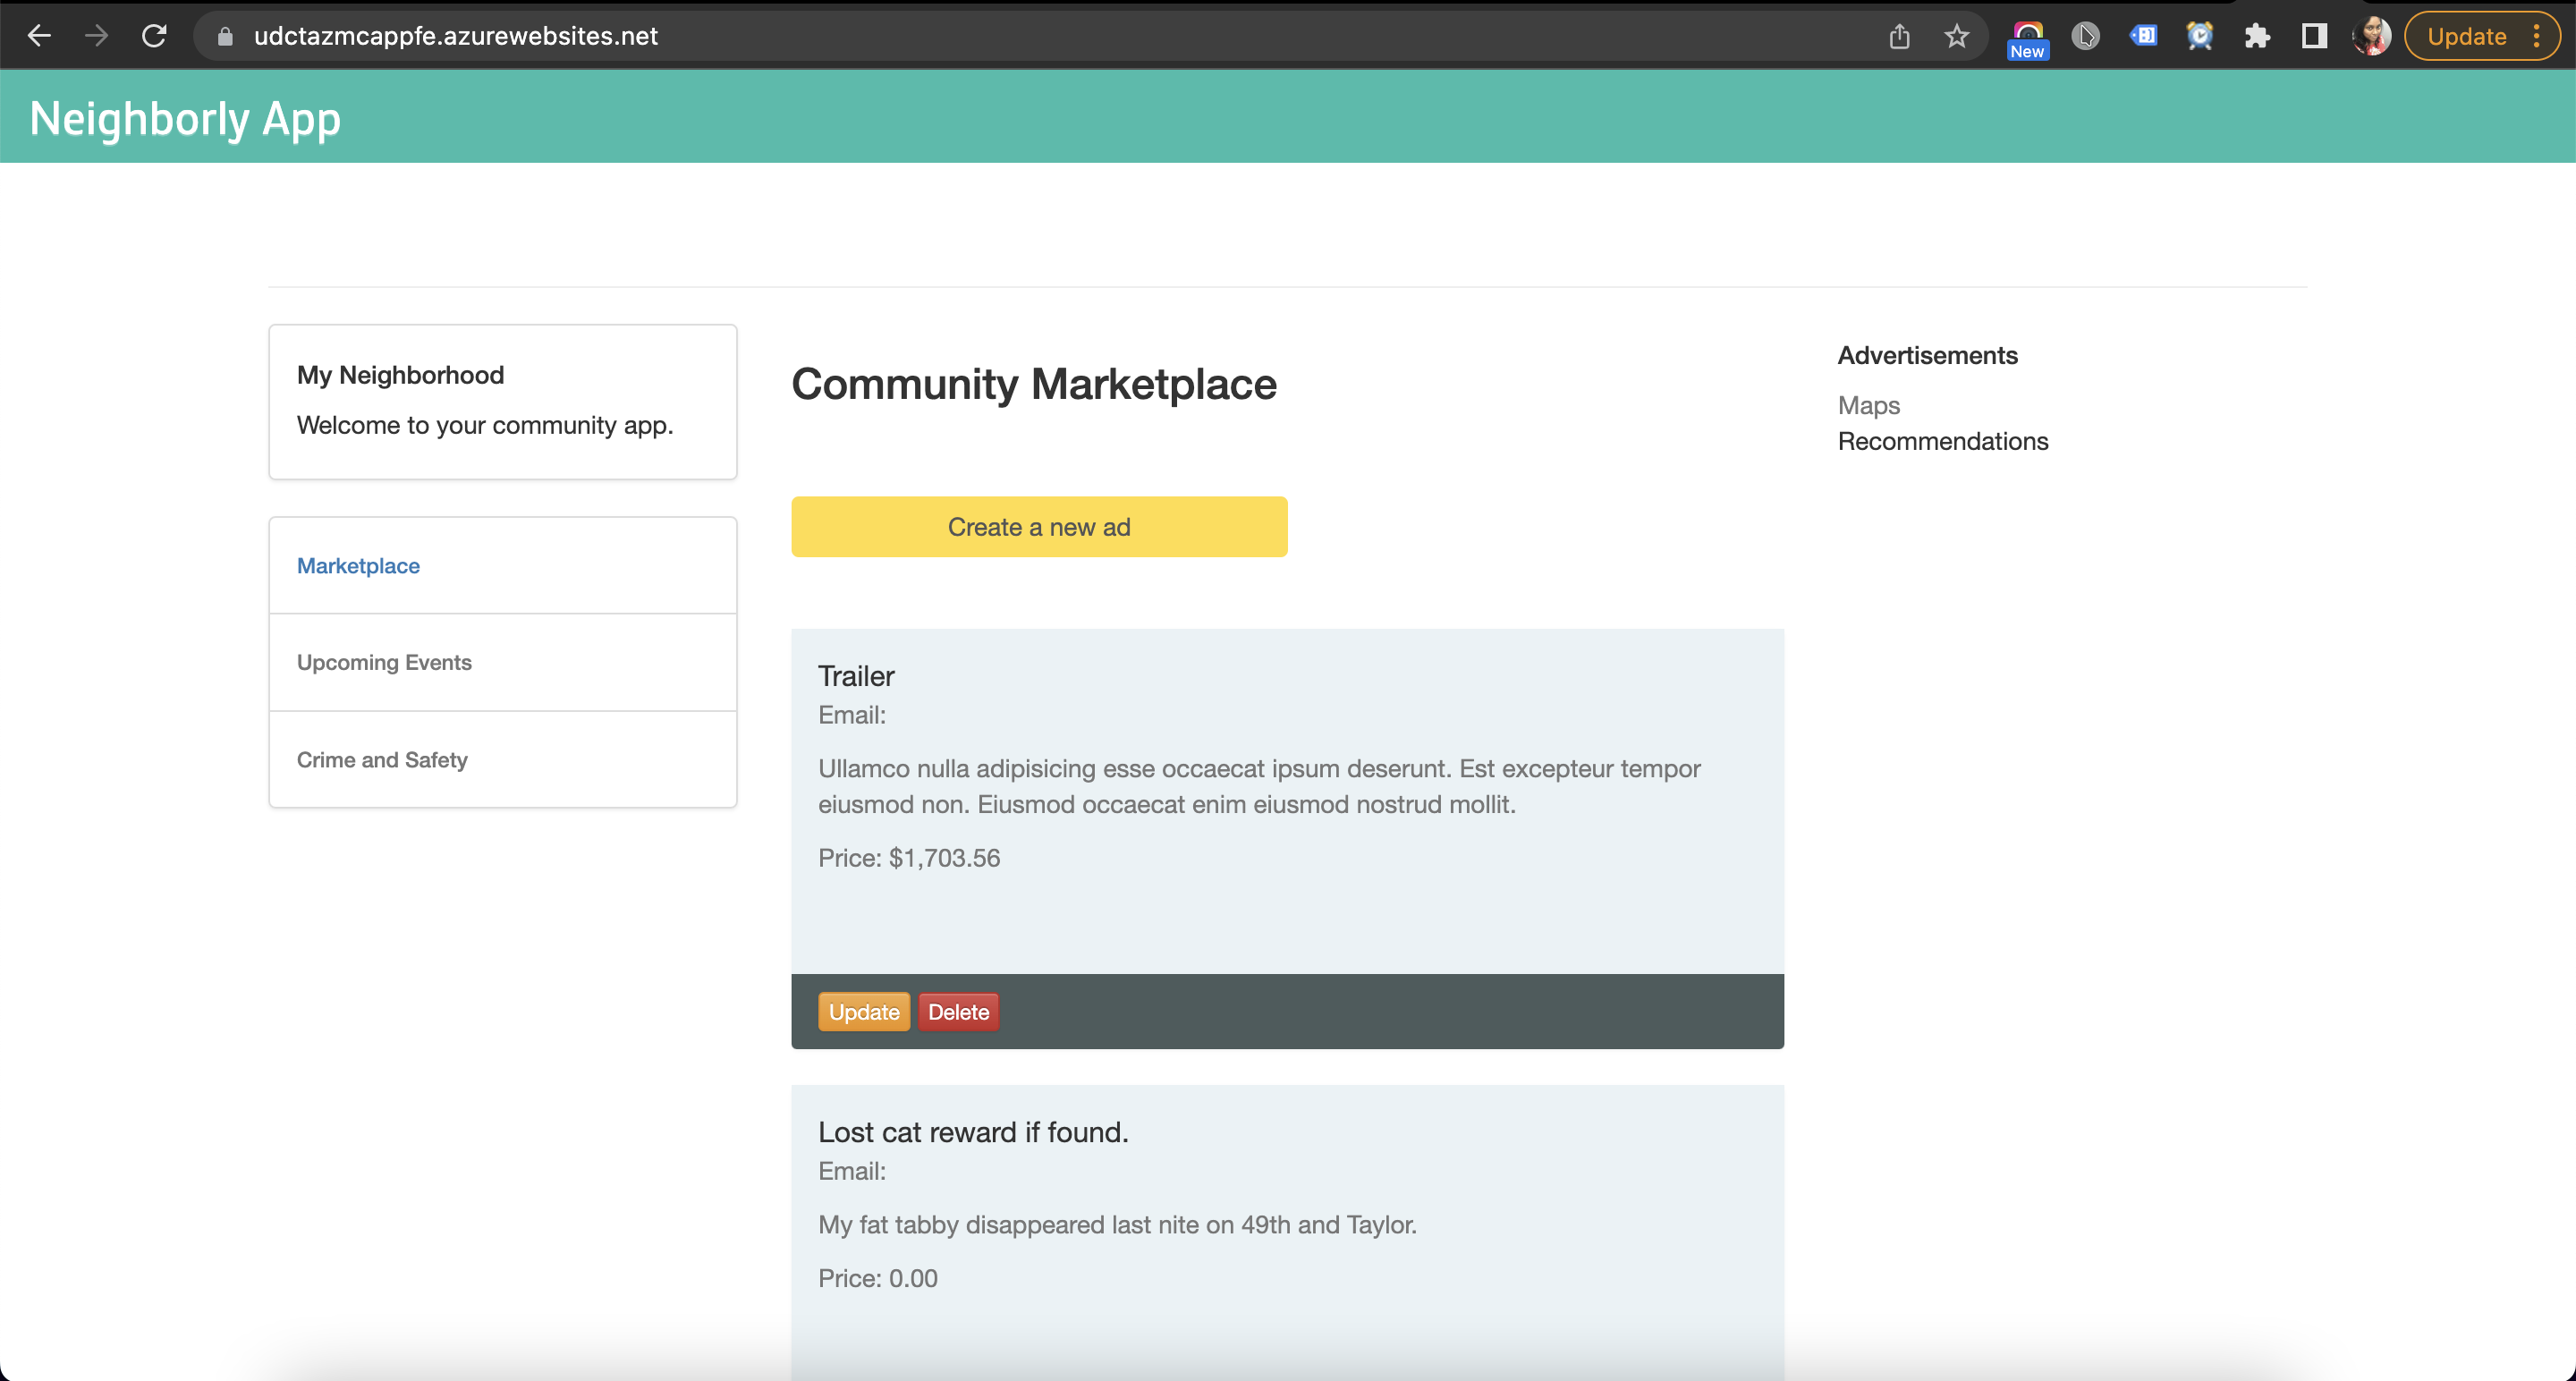 udctazmcappfe.azurewebsites.net
New
Update
Neighborly App
My Neighborhood
Welcome to your community app.
Marketplace
Upcoming Events
Crime and Safety
Community Marketplace
Create a new ad
Trailer
Email:
Ullamco nulla adipisicing esse occaecat ipsum deserunt. Est excepteur tempor
eiusmod non. Eiusmod occaecat enim eiusmod nostrud mollit.
Price: $1,703.56
Update Delete
Lost cat reward if found.
Email:
My fat tabby disappeared last nite on 49th and Taylor.
Price: 0.00
Advertisements
Maps
Recommendations